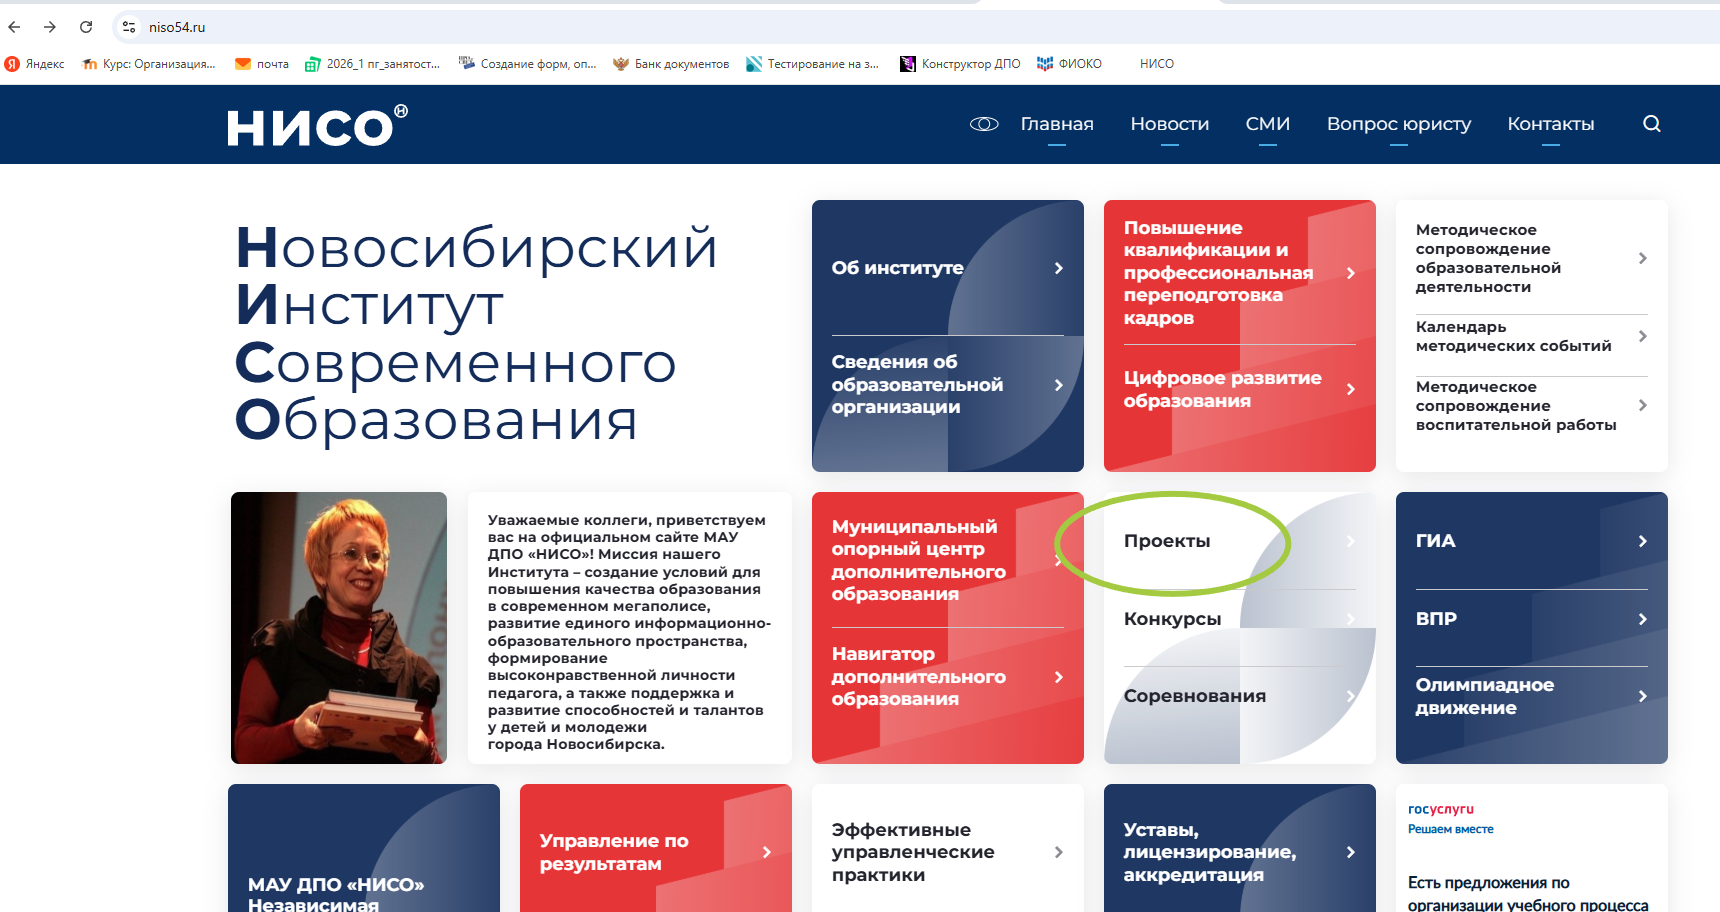 niso54.ru
Яндекс
Курс: Организация...
почта
2026_1 пг_занятост...
Создание форм, оп...
Банк документов
Тестирование на з...
Конструктор ДПО
ФИОКО
НИСО
НИСО
Главная
Новости
СМИ
Вопрос юристу
Контакты
Новосибирский
Институт
Современного
Образования
Об институте
Сведения об
образовательной
организации
Повышение
квалификации и
профессиональная
переподготовка
кадров
Цифровое развитие
образования
Методическое
сопровождение
образовательной
деятельности
Календарь
методических событий
Методическое
сопровождение
воспитательной работы
Уважаемые коллеги, приветствуем
вас на официальном сайте МАУ
ДПО «НИСО»! Миссия нашего
Института – создание условий для
повышения качества образования
в современном мегаполисе,
развитие единого информационно-
образовательного пространства,
формирование
высоконравственной личности
педагога, а также поддержка и
развитие способностей и талантов
у детей и молодежи
города Новосибирска.
Муниципальный
опорный центр
дополнительного
образования
Навигатор
дополнительного
образования
Проекты
Конкурсы
Соревнования
ГИА
ВПР
Олимпиадное
движение
МАУ ДПО «НИСО»
Независимая
Управление по
результатам
Эффективные
управленческие
практики
Уставы,
лицензирование,
аккредитация
госуслуги
Решаем вместе
Есть предложения по
организации учебного процесса